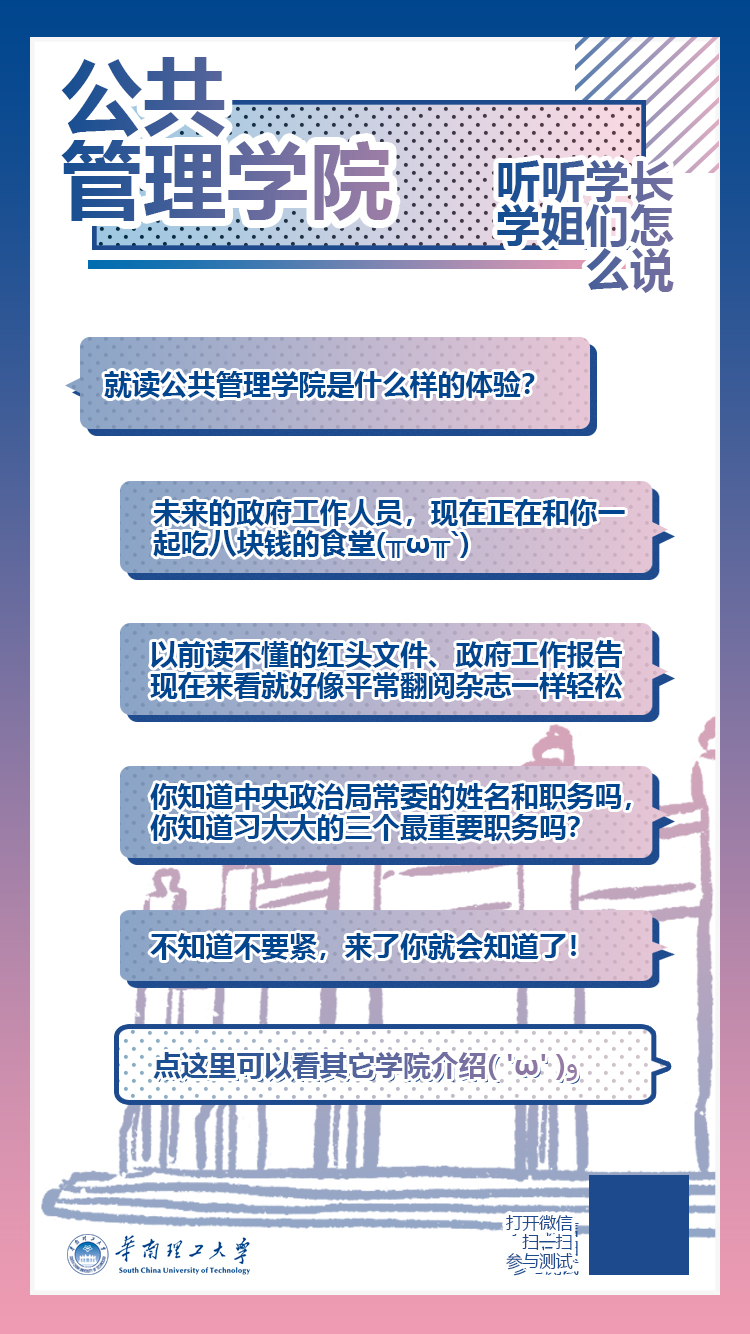 公共
管理学院
听听学长
学姐们怎
么说
就读公共管理学院是什么样的体验？
未来的政府工作人员，现在正在和你一
起吃八块钱的食堂(╥ω╥`)
以前读不懂的红头文件、政府工作报告
现在来看就好像平常翻阅杂志一样轻松
你知道中央政治局常委的姓名和职务吗，
你知道习大大的三个最重要职务吗？
不知道不要紧，来了你就会知道了！
点这里可以看其它学院介绍( 'ω' )و
打开微信
扫一扫
参与测试
华南理工大学
South China University of Technology